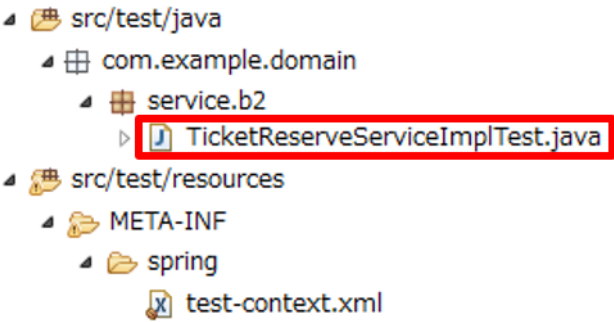 src/test/java
com.example.domain
service.b2
TicketReserveServiceImplTest.java
src/test/resources
META-INF
spring
test-context.xml